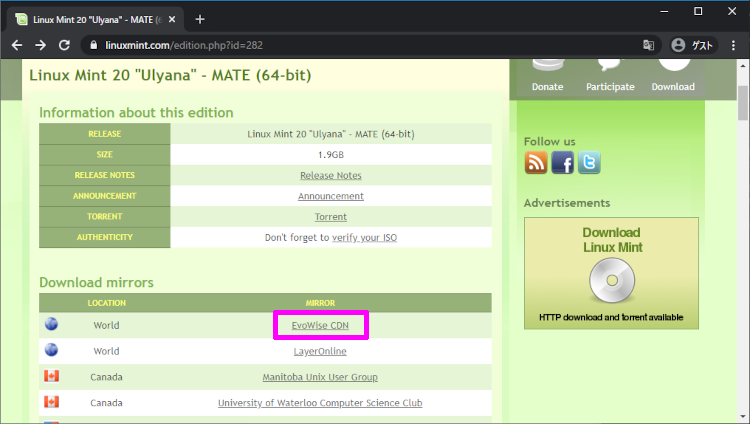 Linux Mint 20 "Ulyana" - MATE (6
linuxmint.com/edition.php?id=282
ゲスト
Linux Mint 20 "Ulyana" - MATE (64-bit)
Donate Participate Download
Information about this edition
RELEASE Linux Mint 20 "Ulyana" - MATE (64-bit)
SIZE 1.9GB
RELEASE NOTES Release Notes
ANNOUNCEMENT Announcement
TORRENT Torrent
AUTHENTICITY Don't forget to verify your ISO
Follow us
Advertisements
Download
Linux Mint
HTTP download and torrent available
Download mirrors
LOCATION MIRROR
World EvoWise CDN
World LayerOnline
Canada Manitoba Unix User Group
Canada University of Waterloo Computer Science Club